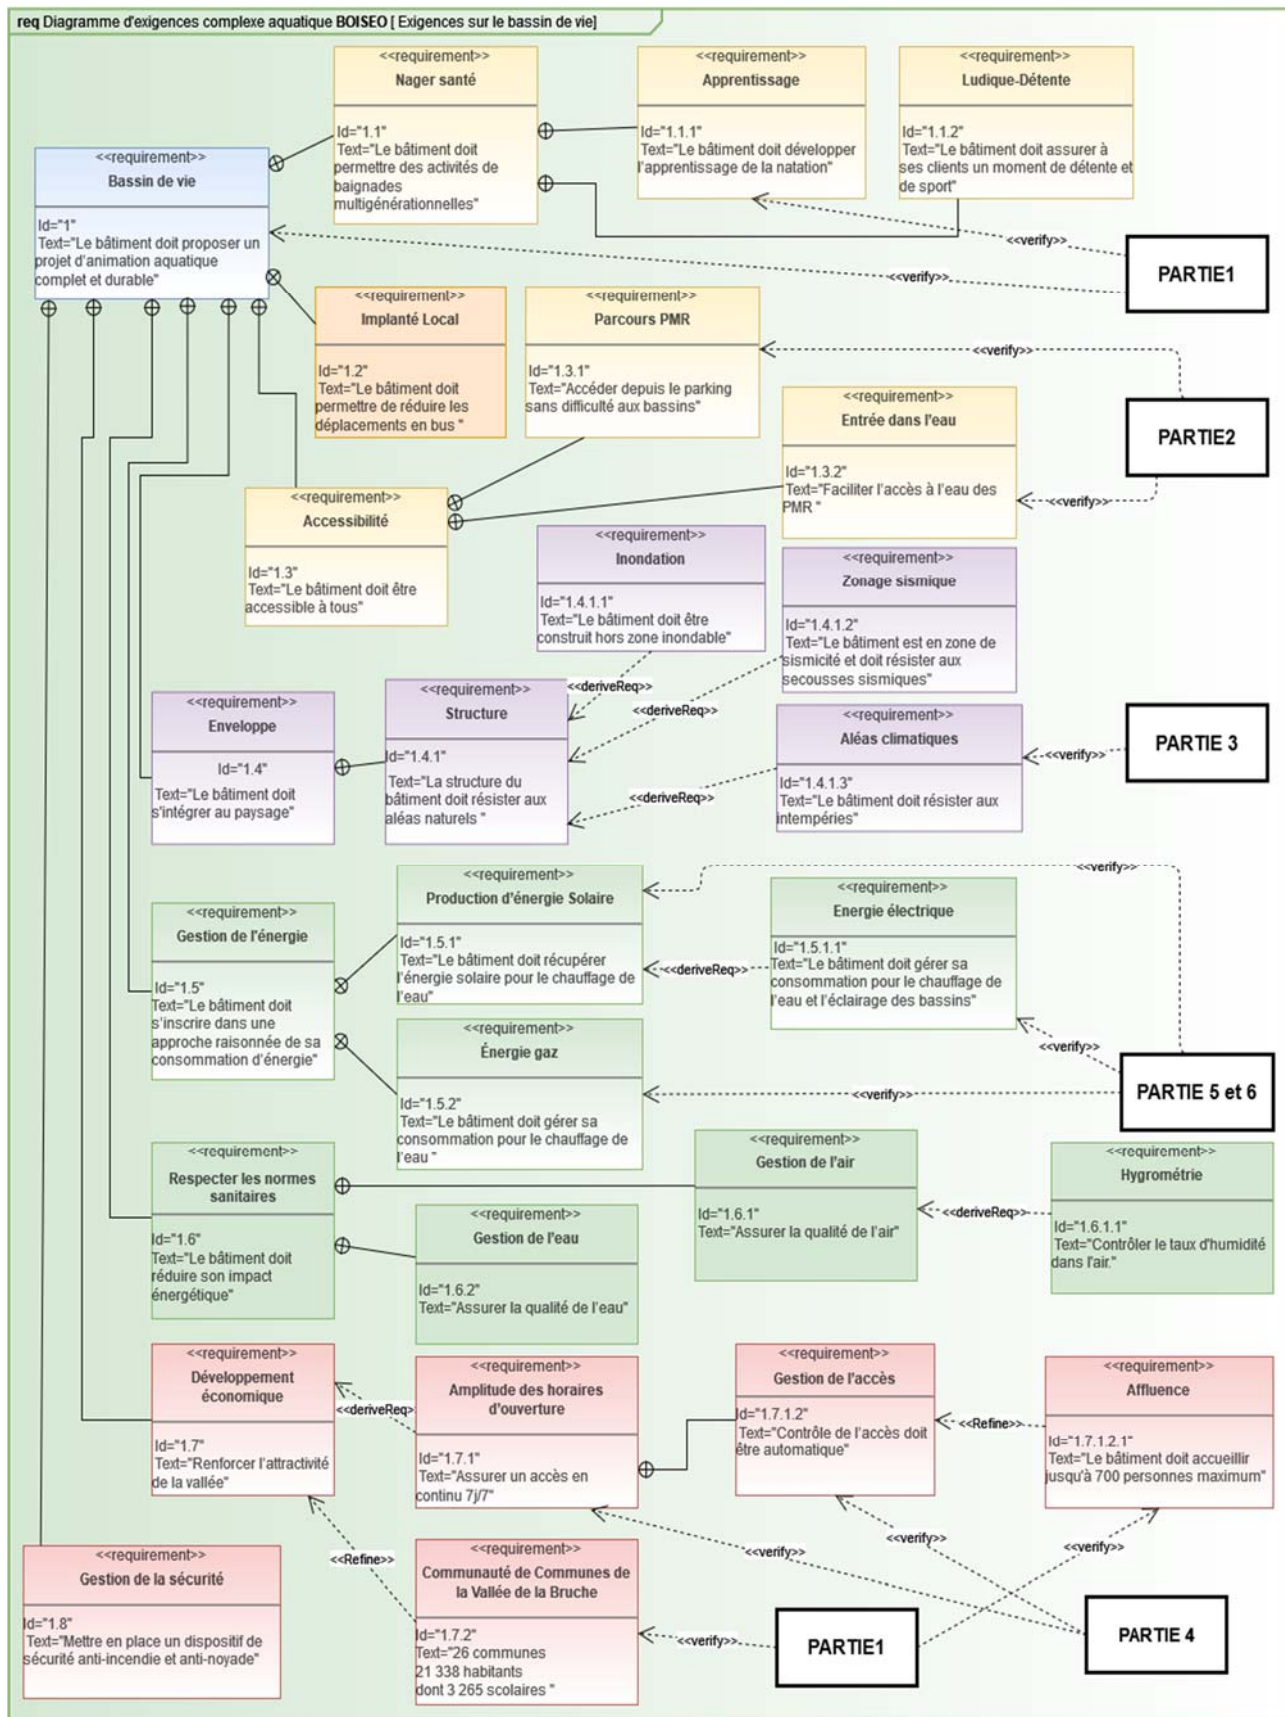 req Diagramme d'exigences complexe aquatique BOISEO [ Exigences sur le bassin de vie]
<<requirement>>
Nager santé
Id="1.1"
Text="Le bâtiment doit
permettre des activités de
baignades
multigénérationnelles"
<<requirement>>
Apprentissage
Id="1.1.1"
Text="Le bâtiment doit développer
l'apprentissage de la natation"
<<requirement>>
Ludique-Détente
Id="1.1.2"
Text="Le bâtiment doit assurer à
ses clients un moment de détente et
de sport"
<<requirement>>
Bassin de vie
Id="1"
Text="Le bâtiment doit proposer un
projet d'animation aquatique
complet et durable"
<<verify>>
<<verify>>
PARTIE1
<<requirement>>
Implanté Local
Id="1.2"
Text="Le bâtiment doit
permettre de réduire les
déplacements en bus "
<<requirement>>
Parcours PMR
Id="1.3.1"
Text="Accéder depuis le parking
sans difficulté aux bassins"
<<verify>>
<<requirement>>
Entrée dans l'eau
Id="1.3.2"
Text="Faciliter l'accès à l'eau des
PMR "
<<verify>>
PARTIE2
<<requirement>>
Accessibilité
Id="1.3"
Text="Le bâtiment doit être
accessible à tous"
<<requirement>>
Inondation
Id="1.4.1.1"
Text="Le bâtiment doit être
construit hors zone inondable"
<<requirement>>
Zonage sismique
Id="1.4.1.2"
Text="Le bâtiment est en zone de
sismicité et doit résister aux
secousses sismiques"
<<deriveReq>>
<<deriveReq>>
<<requirement>>
Enveloppe
Id="1.4"
Text="Le bâtiment doit
s'intégrer au paysage"
<<requirement>>
Structure
Id="1.4.1"
Text="La structure du
bâtiment doit résister aux
aléas naturels "
<<deriveReq>>
<<requirement>>
Aléas climatiques
Id="1.4.1.3"
Text="Le bâtiment doit résister aux
intempéries"
<<verify>>
PARTIE 3
<<requirement>>
Gestion de l'énergie
Id="1.5"
Text="Le bâtiment doit
s'inscrire dans une
approche raisonnée de sa
consommation d'énergie"
<<requirement>>
Production d'énergie Solaire
Id="1.5.1"
Text="Le bâtiment doit récupérer
l'énergie solaire pour le chauffage de
l'eau"
<<deriveReq>>
<<requirement>>
Energie électrique
Id="1.5.1.1"
Text="Le bâtiment doit gérer sa
consommation pour le chauffage de
l'eau et l'éclairage des bassins"
<<verify>>
<<verify>>
<<requirement>>
Énergie gaz
Id="1.5.2"
Text="Le bâtiment doit gérer sa
consommation pour le chauffage de
l'eau "
<<verify>>
PARTIE 5 et 6
<<requirement>>
Respecter les normes
sanitaires
Id="1.6"
Text="Le bâtiment doit
réduire son impact
énergétique"
<<requirement>>
Gestion de l'eau
Id="1.6.2"
Text="Assurer la qualité de l'eau"
<<requirement>>
Gestion de l'air
Id="1.6.1"
Text="Assurer la qualité de l'air"
<<deriveReq>>
<<requirement>>
Hygrométrie
Id="1.6.1.1"
Text="Contrôler le taux d'humidité
dans l'air."
<<requirement>>
Développement
économique
Id="1.7"
Text="Renforcer l'attractivité
de la vallée"
<<deriveReq>>
<<requirement>>
Amplitude des horaires
d'ouverture
Id="1.7.1"
Text="Assurer un accès en
continu 7j/7"
<<requirement>>
Gestion de l'accès
Id="1.7.1.2"
Text="Contrôle de l'accès doit
être automatique"
<<Refine>>
<<requirement>>
Affluence
Id="1.7.1.2.1"
Text="Le bâtiment doit accueillir
jusqu'à 700 personnes maximum"
<<requirement>>
Gestion de la sécurité
Id="1.8"
Text="Mettre en place un dispositif de
sécurité anti-incendie et anti-noyade"
<<Refine>>
<<requirement>>
Communauté de Communes de
la Vallée de la Bruche
Id="1.7.2"
Text="26 communes
21 338 habitants
dont 3 265 scolaires "
<<verify>>
<<verify>>
<<verify>>
<<verify>>
PARTIE1
PARTIE 4